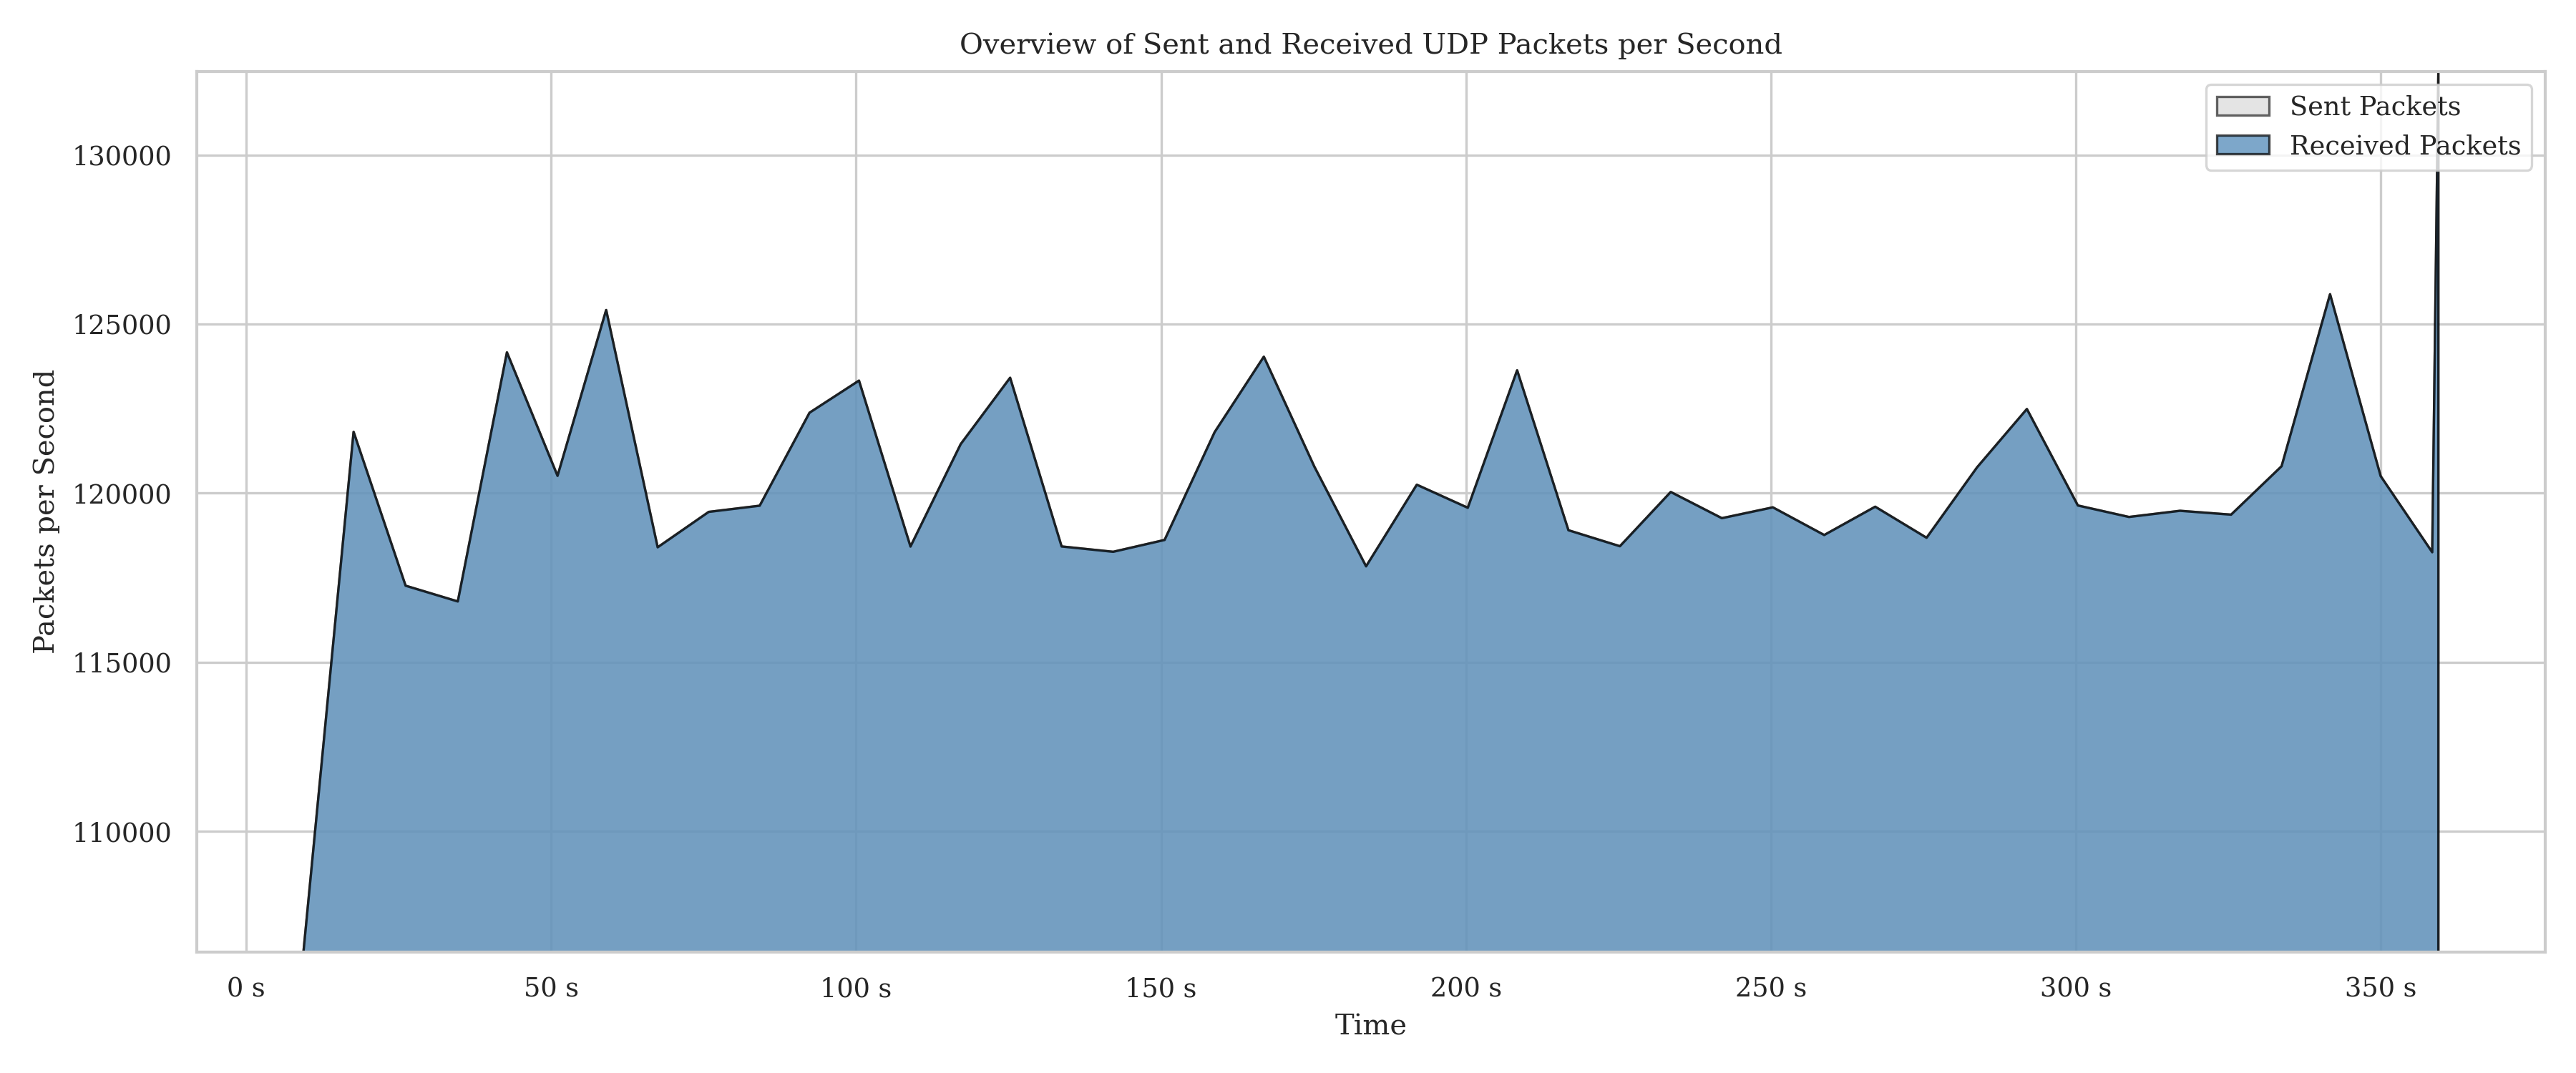 Overview of Sent and Received UDP Packets per Second
Sent Packets
Received Packets
130000
125000
120000
115000
110000
Packets per Second
0 s 50 s 100 s 150 s 200 s 250 s 300 s 350 s
Time